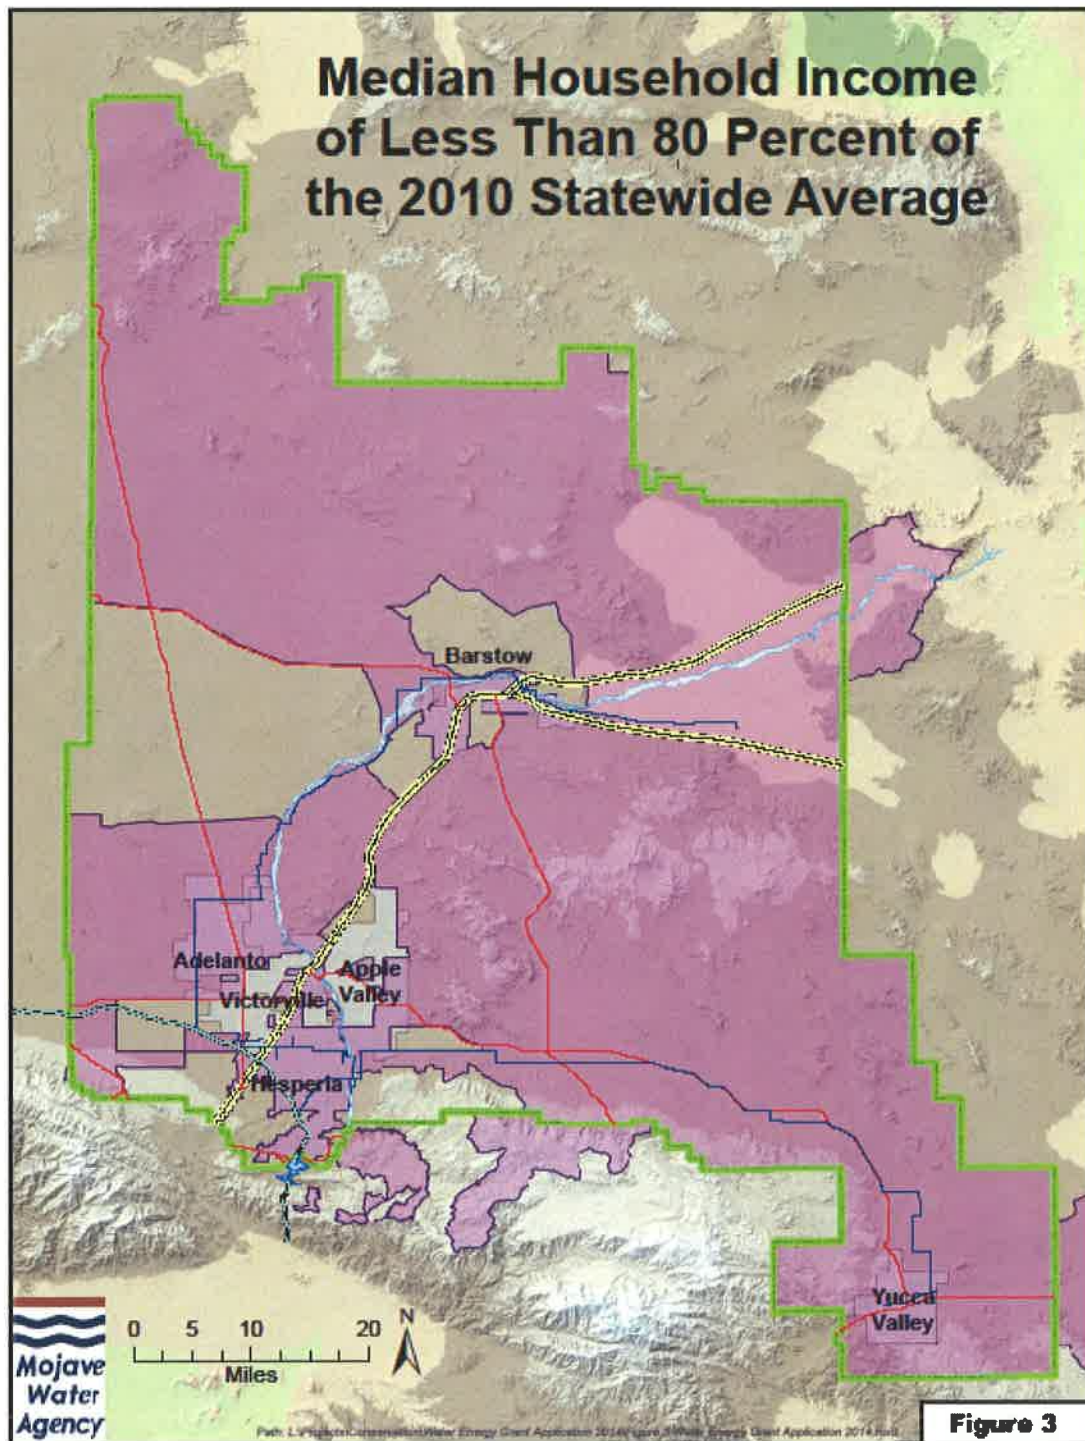 Median Household Income
of Less Than 80 Percent of
the 2010 Statewide Average
Barstow
Adelanto
Apple
Valley
Victorville
Hesperia
Yucca
Valley
0 5 10 20
Miles
N
Mojave
Water
Agency
Figure 3